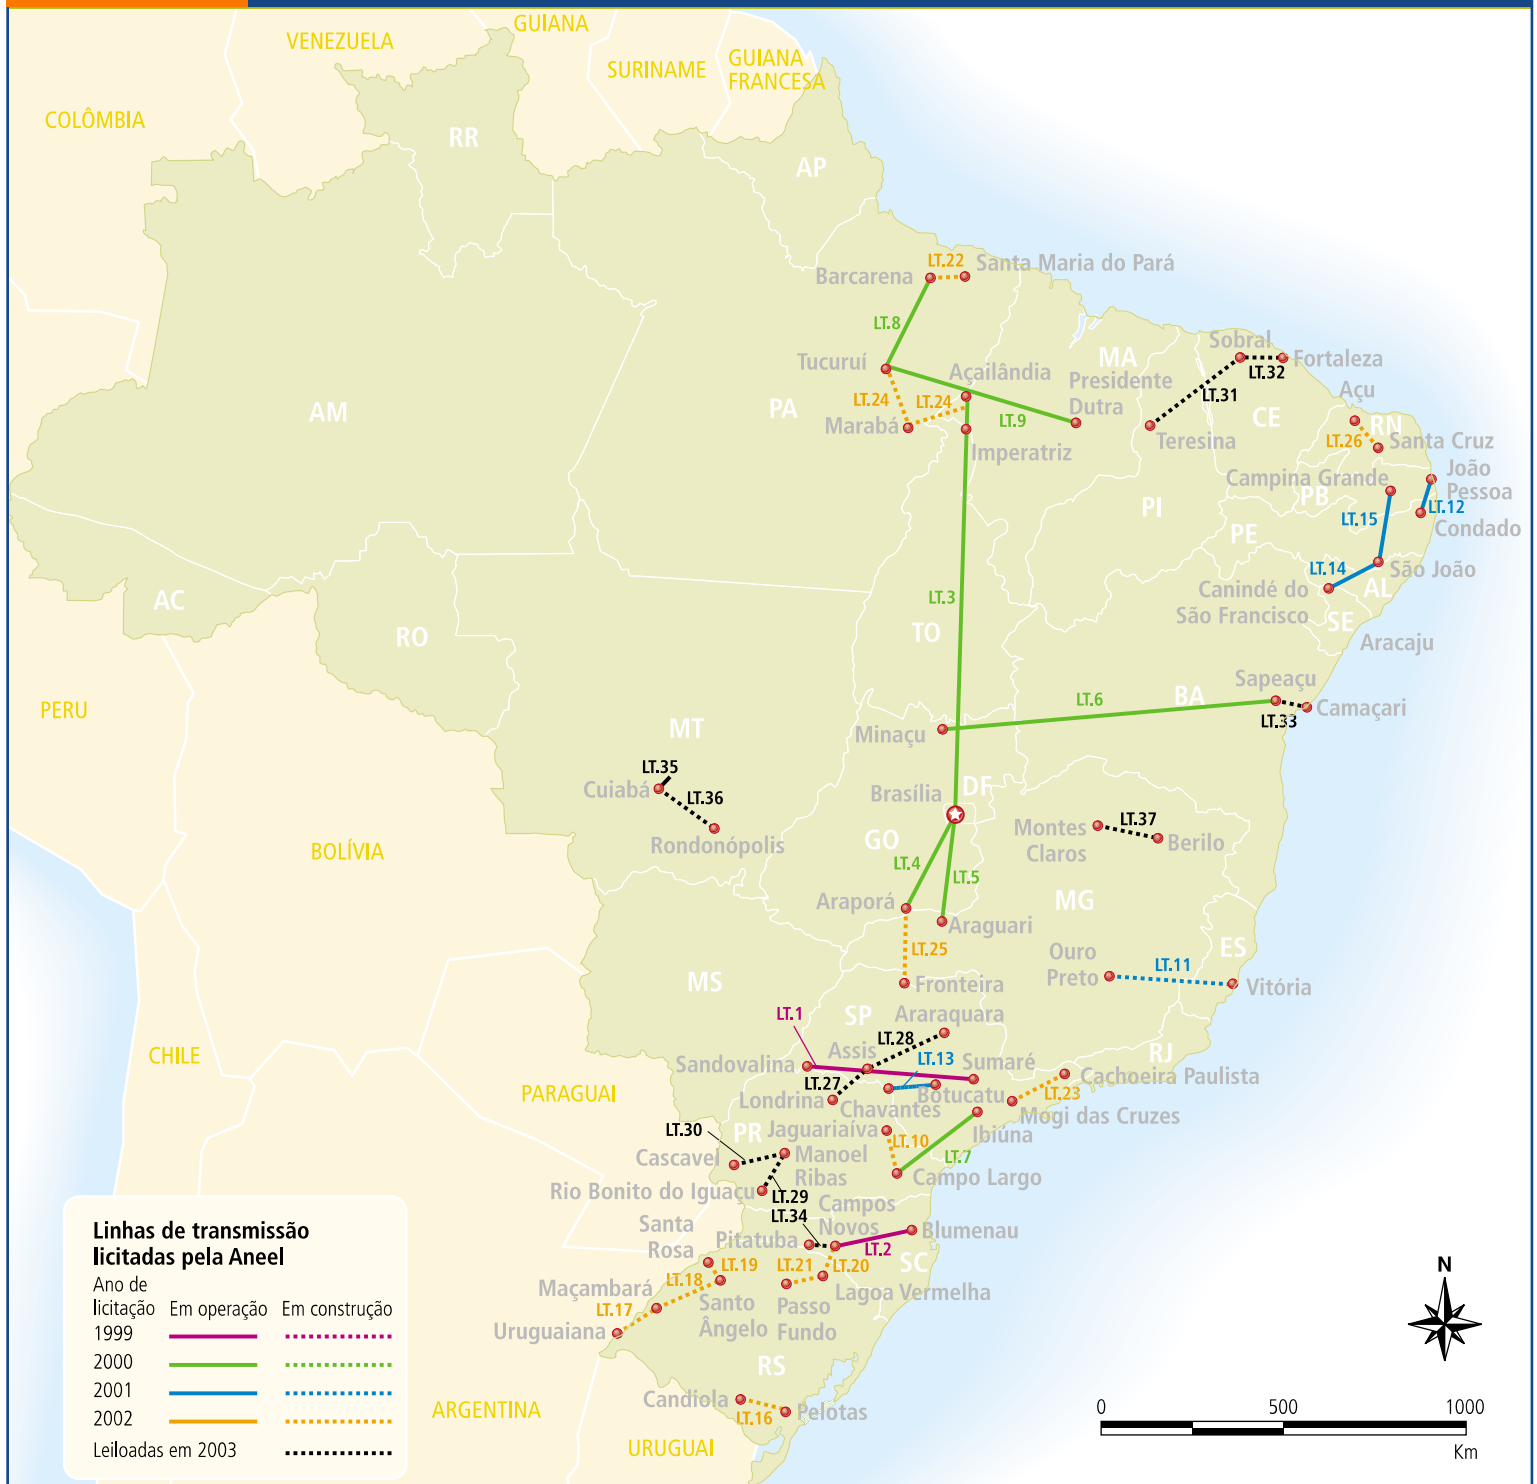 GUIANA
VENEZUELA
SURINAME
GUIANA
FRANCESA
COLÔMBIA
RR
AP
LT.22
Santa Maria do Pará
Barcarena
LT.8
Sobral
MA
Fortaleza
Tucuruí
Açailândia
LT.32
Presidente
Dutra
Açu
LT.31
AM
PA
LT.24
LT.24
CE
RN
LT.9
Marabá
Teresina
LT.26
Santa Cruz
Imperatriz
João
Pessoa
Campina Grande
PB
PI
LT.12
LT.15
Condado
PE
LT.14
São João
AL
Canindé do
São Francisco
LT.3
AC
SE
TO
RO
Aracaju
Sapeaçu
BA
LT.6
PERU
Camaçari
LT.33
MT
Minaçu
LT.35
Cuiabá
LT.36
Brasília
DF
Montes
Claros
LT.37
Rondonópolis
GO
Berilo
BOLÍVIA
LT.4
LT.5
Araporá
MG
Araguari
LT.25
Ouro
Preto
ES
LT.11
MS
Fronteira
Vitória
LT.1
SP
Araraquara
LT.28
CHILE
Assis
LT.13
RJ
Sandovalina
Sumaré
Cachoeira Paulista
LT.27
PARAGUAI
Londrina
Chavantes
Botucatu
LT.23
Mogi das Cruzes
LT.30
PR
Jaguariaíva
LT.10
Ibiúna
Cascavel
Manoel
Ribas
LT.7
Campo Largo
Rio Bonito do Iguaçu
LT.29
LT.34
Campos
Novos
Santa
Rosa
Pitatuba
Blumenau
LT.2
SC
LT.19
LT.21
LT.20
LT.18
Maçambará
Lagoa Vermelha
Santo
Ângelo
Passo
Fundo
LT.17
Uruguaiana
RS
Candiola
LT.16
Pelotas
ARGENTINA
URUGUAI
Linhas de transmissão
licitadas pela Aneel
Ano de
licitação Em operação Em construção
1999
2000
2001
2002
Leiloadas em 2003
N
0 500 1000
Km